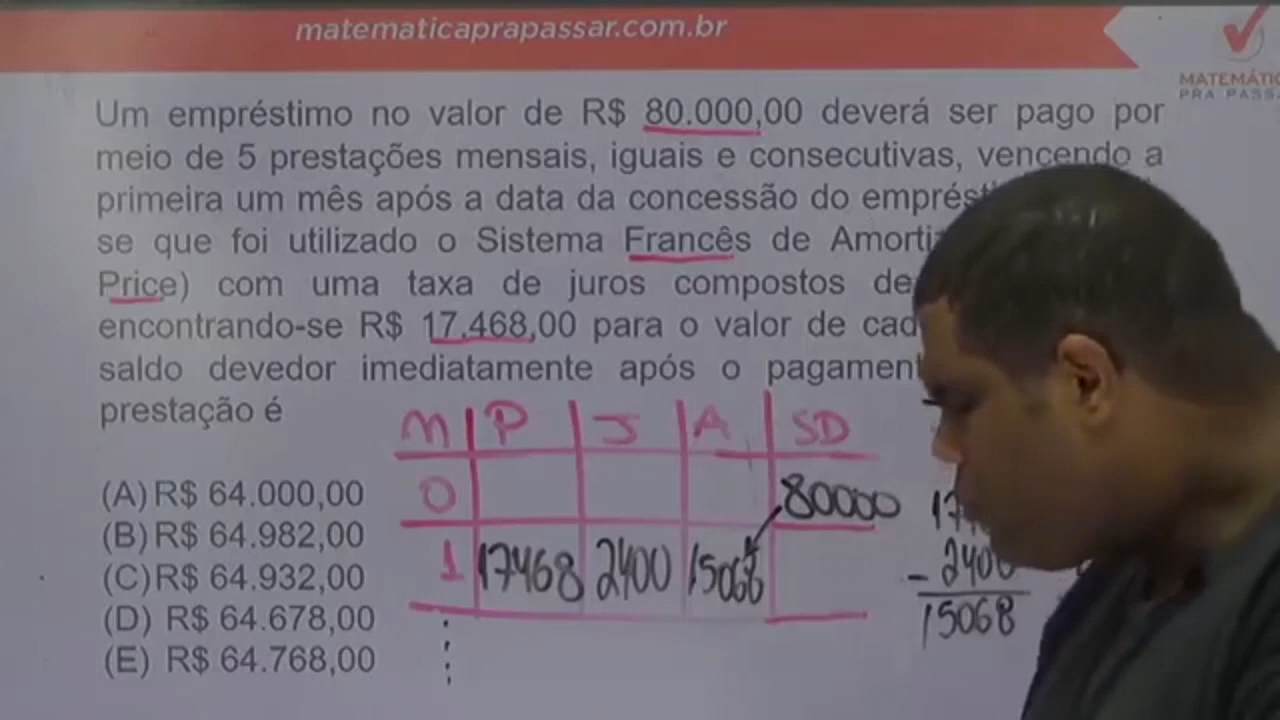 matematicaprapassar.com.br
MATEMÁTIC
PRA PASSA
Um empréstimo no valor de R$ 80.000,00 deverá ser pago por
meio de 5 prestações mensais, iguais e consecutivas, vencendo a
primeira um mês após a data da concessão do
se que foi utilizado o Sistema Francês de
Price) com uma taxa de juros compostos de
encontrando-se R$ 17.468,00 para o valor de
saldo devedor imediatamente após o
prestação é
M P J A SD
0 80000
1 17468 2400 15068
- 2400
15068
(A) R$ 64.000,00
(B) R$ 64.982,00
(C) R$ 64.932,00
(D) R$ 64.678,00
(E) R$ 64.768,00